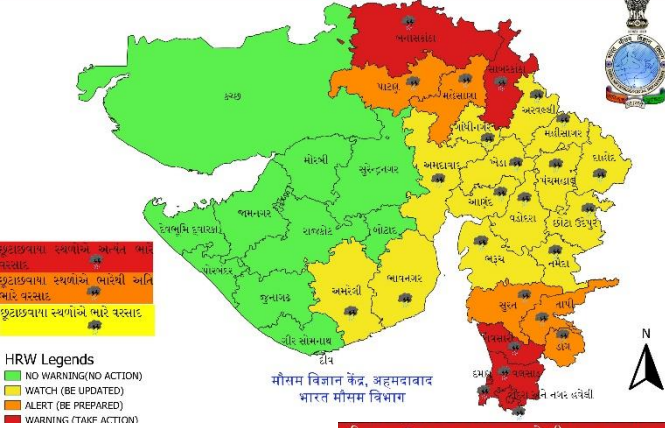 બનાસકાંઠા
સાબરકાંઠા
પાટણ
મહેસાણા
કચ્છ
અરવલ્લી
ગાંધીનગર
મહીસાગર
મોરબી
સુરેન્દ્રનગર
અમદાવાદ
ખેડા
દાહોદ
પંચમહાલ
આણંદ
જામનગર
વડોદરા
છોટા ઉદેપુર
દેવભૂમિ દ્વારકા
રાજકોટ
બોટાદ
પોરબંદર
ભરૂચ
નર્મદા
અમરેલી
ભાવનગર
જુનાગઢ
ગીર સોમનાથ
દીવ
સુરત
તાપી
ડાંગ
નવસારી
દમણ
વલસાડ
દાદરા અને નગર હવેલી
છૂટાછવાયા સ્થળોએ અત્યંત ભારે
વરસાદ
છૂટાછવાયા સ્થળોએ ભારેથી અતિ
ભારે વરસાદ
છૂટાછવાયા સ્થળોએ ભારે વરસાદ
HRW Legends
NO WARNING(NO ACTION)
WATCH (BE UPDATED)
ALERT (BE PREPARED)
WARNING (TAKE ACTION)
मौसम विज्ञान केंद्र, अहमदावाद
भारत मौसम विभाग
N